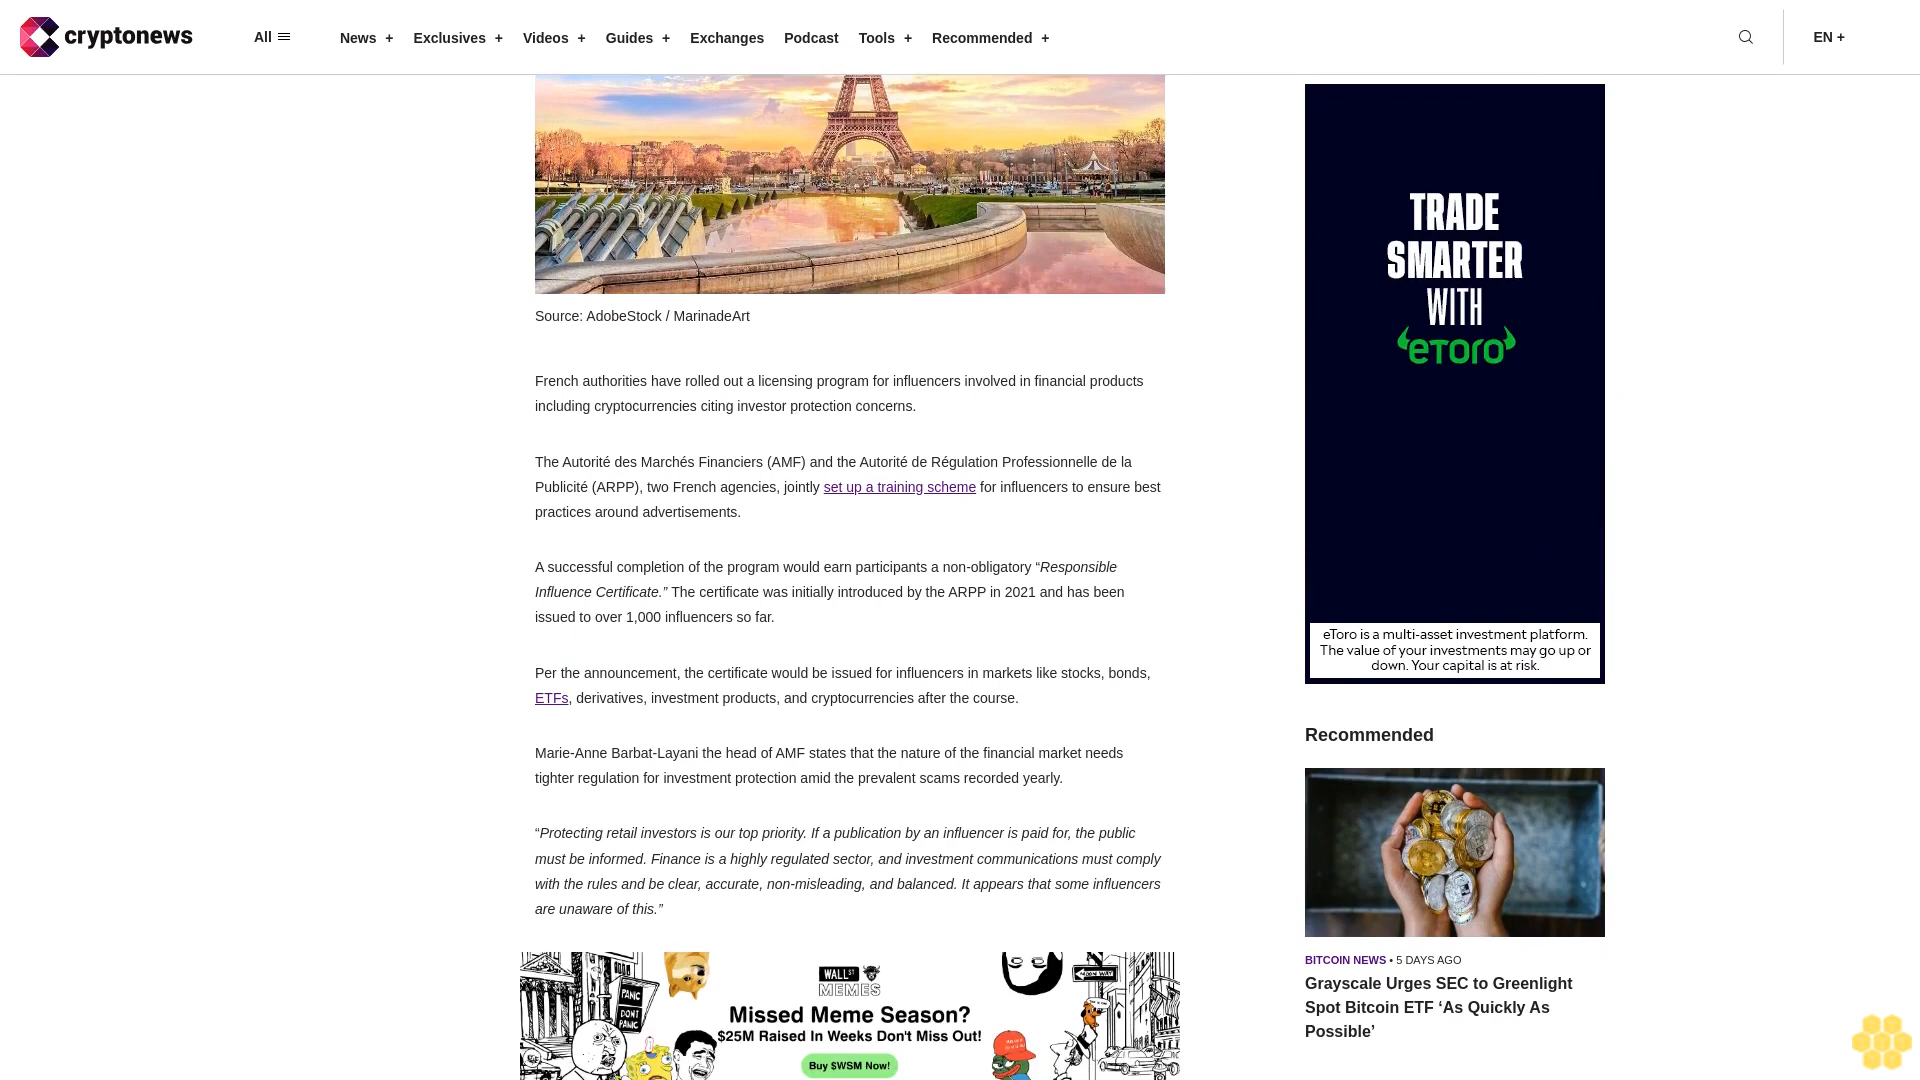 cryptonews
All
News +
Exclusives +
Videos +
Guides +
Exchanges
Podcast
Tools +
Recommended +
EN +
Source: AdobeStock / MarinadeArt
French authorities have rolled out a licensing program for influencers involved in financial products
including cryptocurrencies citing investor protection concerns.
The Autorité des Marchés Financiers (AMF) and the Autorité de Régulation Professionnelle de la
Publicité (ARPP), two French agencies, jointly set up a training scheme for influencers to ensure best
practices around advertisements.
A successful completion of the program would earn participants a non-obligatory “Responsible
Influence Certificate.” The certificate was initially introduced by the ARPP in 2021 and has been
issued to over 1,000 influencers so far.
Per the announcement, the certificate would be issued for influencers in markets like stocks, bonds,
ETFs, derivatives, investment products, and cryptocurrencies after the course.
Marie-Anne Barbat-Layani the head of AMF states that the nature of the financial market needs
tighter regulation for investment protection amid the prevalent scams recorded yearly.
“Protecting retail investors is our top priority. If a publication by an influencer is paid for, the public
must be informed. Finance is a highly regulated sector, and investment communications must comply
with the rules and be clear, accurate, non-misleading, and balanced. It appears that some influencers
are unaware of this.”
PANIC
DONT
PANIC
WALL ST
MEMES
Missed Meme Season?
$25M Raised In Weeks Don't Miss Out!
Buy $WSM Now!
TRADE
SMARTER
WITH
eToro
eToro is a multi-asset investment platform.
The value of your investments may go up or
down. Your capital is at risk.
Recommended
BITCOIN NEWS • 5 DAYS AGO
Grayscale Urges SEC to Greenlight
Spot Bitcoin ETF ‘As Quickly As
Possible’